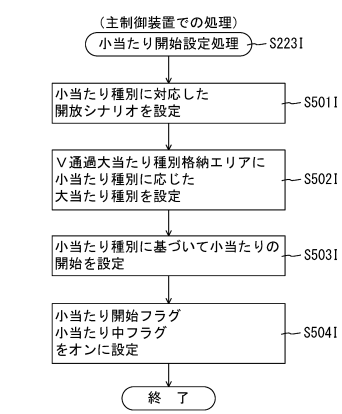 (主制御装置での処理)
小当たり開始設定処理
S223I
小当たり種別に対応した
開放シナリオを設定
S501I
V通過大当たり種別格納エリアに
小当たり種別に応じた
大当たり種別を設定
S502I
小当たり種別に基づいて小当たりの
開始を設定
S503I
小当たり開始フラグ
小当たり中フラグ
をオンに設定
S504I
終 了